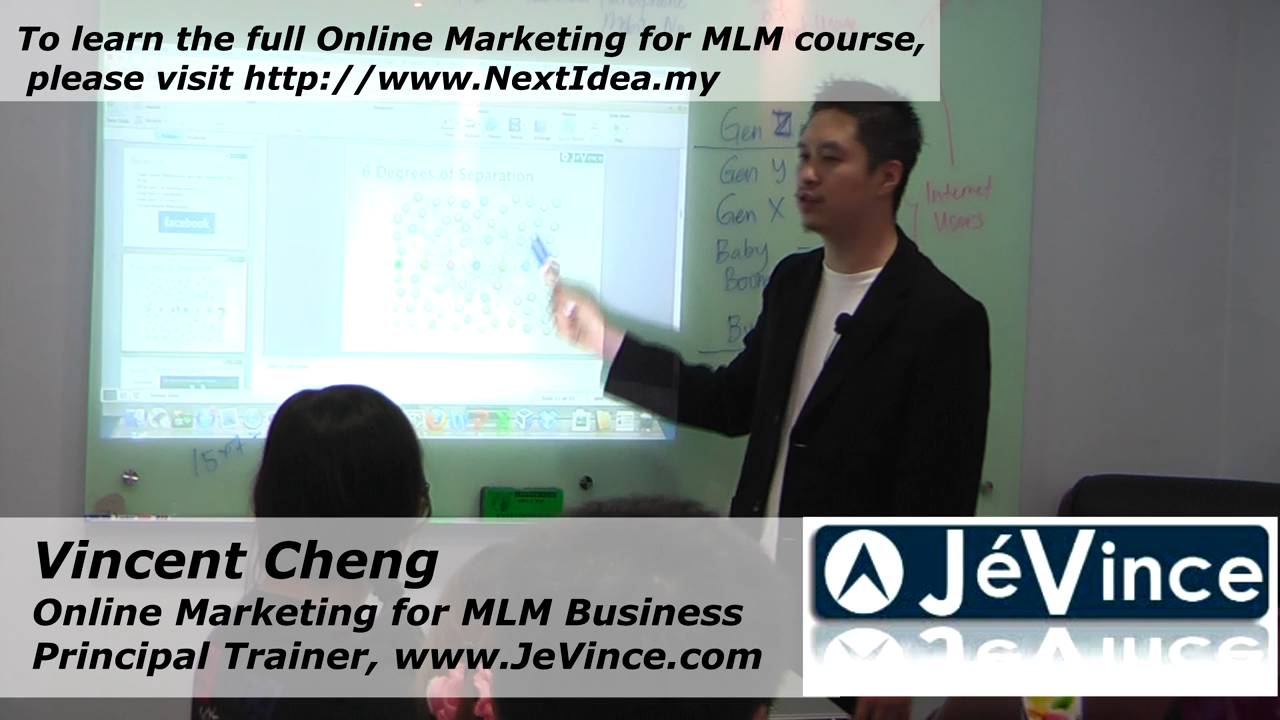 To learn the full Online Marketing for MLM course,
please visit http://www.NextIdea.my
6 Degrees of Separation
JéVince
facebook
Gen Z
Gen Y
Gen X
Baby
Internet
Users
Vincent Cheng
Online Marketing for MLM Business
Principal Trainer, www.JeVince.com
JéVince